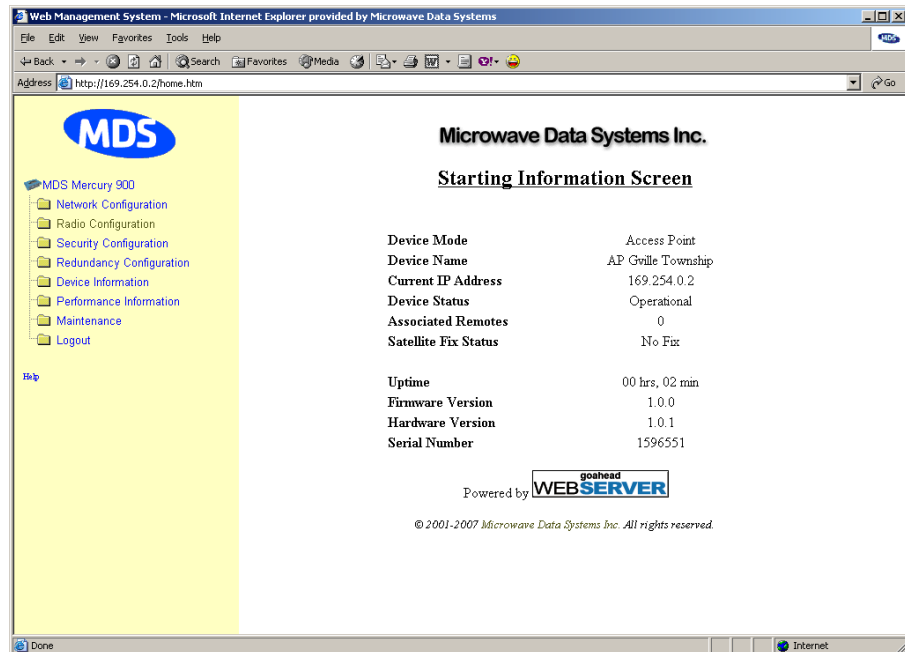 Web Management System - Microsoft Internet Explorer provided by Microwave Data Systems
File Edit View Favorites Tools Help
MDS
Back Search Favorites Media
Address http://169.254.0.2/home.htm Go
MDS
MDS Mercury 900
Network Configuration
Radio Configuration
Security Configuration
Redundancy Configuration
Device Information
Performance Information
Maintenance
Logout
Help
Microwave Data Systems Inc.
Starting Information Screen
Device Mode Access Point
Device Name AP Gville Township
Current IP Address 169.254.0.2
Device Status Operational
Associated Remotes 0
Satellite Fix Status No Fix
Uptime 00 hrs, 02 min
Firmware Version 1.0.0
Hardware Version 1.0.1
Serial Number 1596551
Powered by goahead WEBSERVER
© 2001-2007 Microwave Data Systems Inc. All rights reserved.
Done Internet